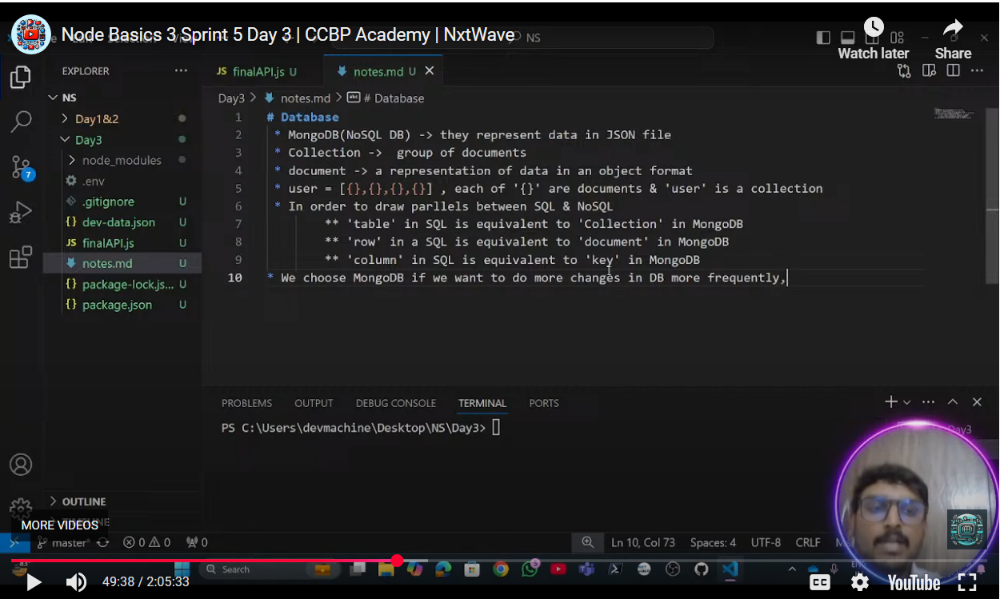 Node Basics 3 Sprint 5 Day 3 | CCBP Academy | NxtWave
NS
Watch later
Share
EXPLORER
NS
Day1&2
Day3
node_modules
.env
.gitignore U
dev-data.json U
finalAPI.js U
notes.md U
package-lock.js... U
package.json U
OUTLINE
JS finalAPI.js U
notes.md U
Day3 > notes.md > abc # Database
1 # Database
2 * MongoDB(NoSQL DB) -> they represent data in JSON file
3 * Collection ->  group of documents
4 * document -> a representation of data in an object format
5 * user = [{},{},{},{}] , each of '{}' are documents & 'user' is a collection
6 * In order to draw parllels between SQL & NoSQL
7 ** 'table' in SQL is equivalent to 'Collection' in MongoDB
8 ** 'row' in a SQL is equivalent to 'document' in MongoDB
9 ** 'column' in SQL is equivalent to 'key' in MongoDB
10 * We choose MongoDB if we want to do more changes in DB more frequently,
7
PROBLEMS OUTPUT DEBUG CONSOLE TERMINAL PORTS
PS C:\Users\devmachine\Desktop\NS\Day3>
Day3
MORE VIDEOS
master* 0 0 0
Ln 10, Col 73 Spaces: 4 UTF-8 CRLF
Search
49:38 / 2:05:33
CC
YouTube